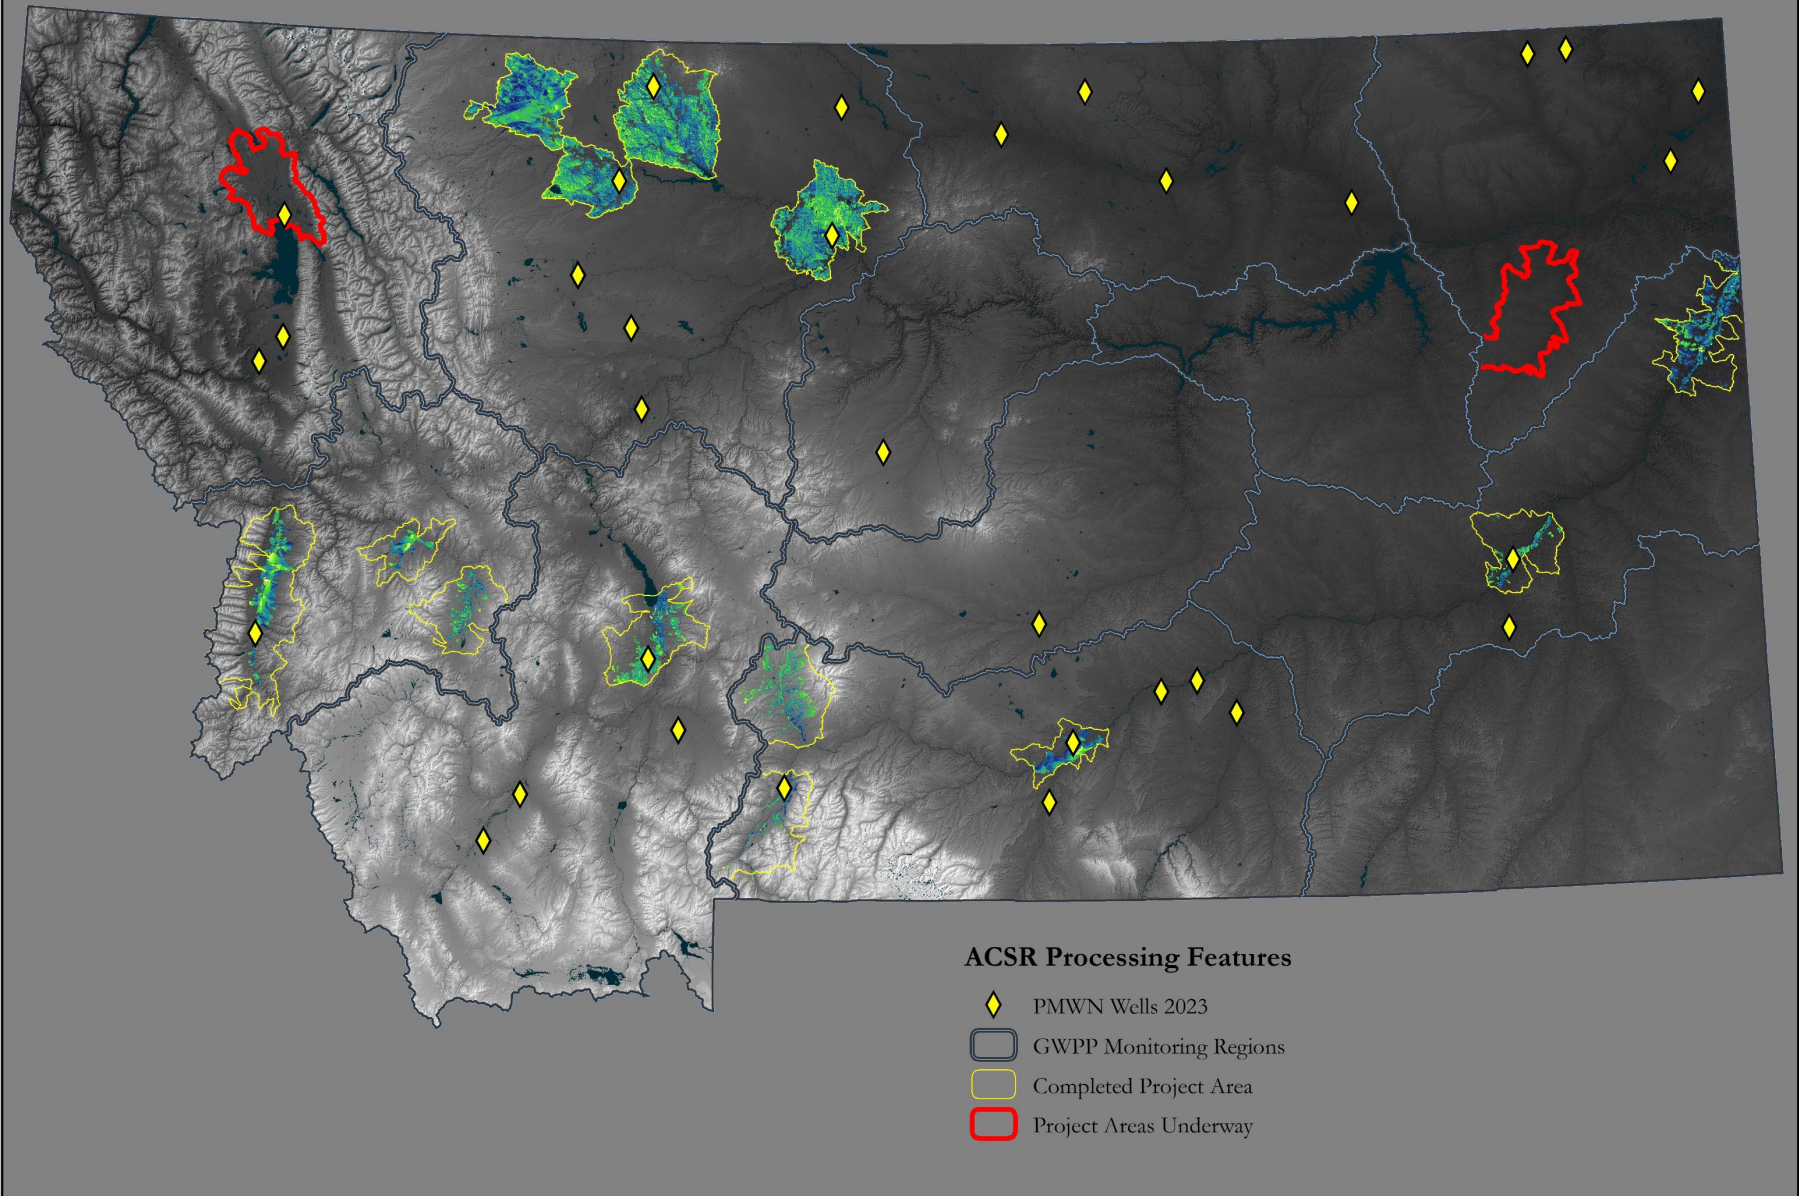 ACSR Processing Features
PMWN Wells 2023
GWPP Monitoring Regions
Completed Project Area
Project Areas Underway